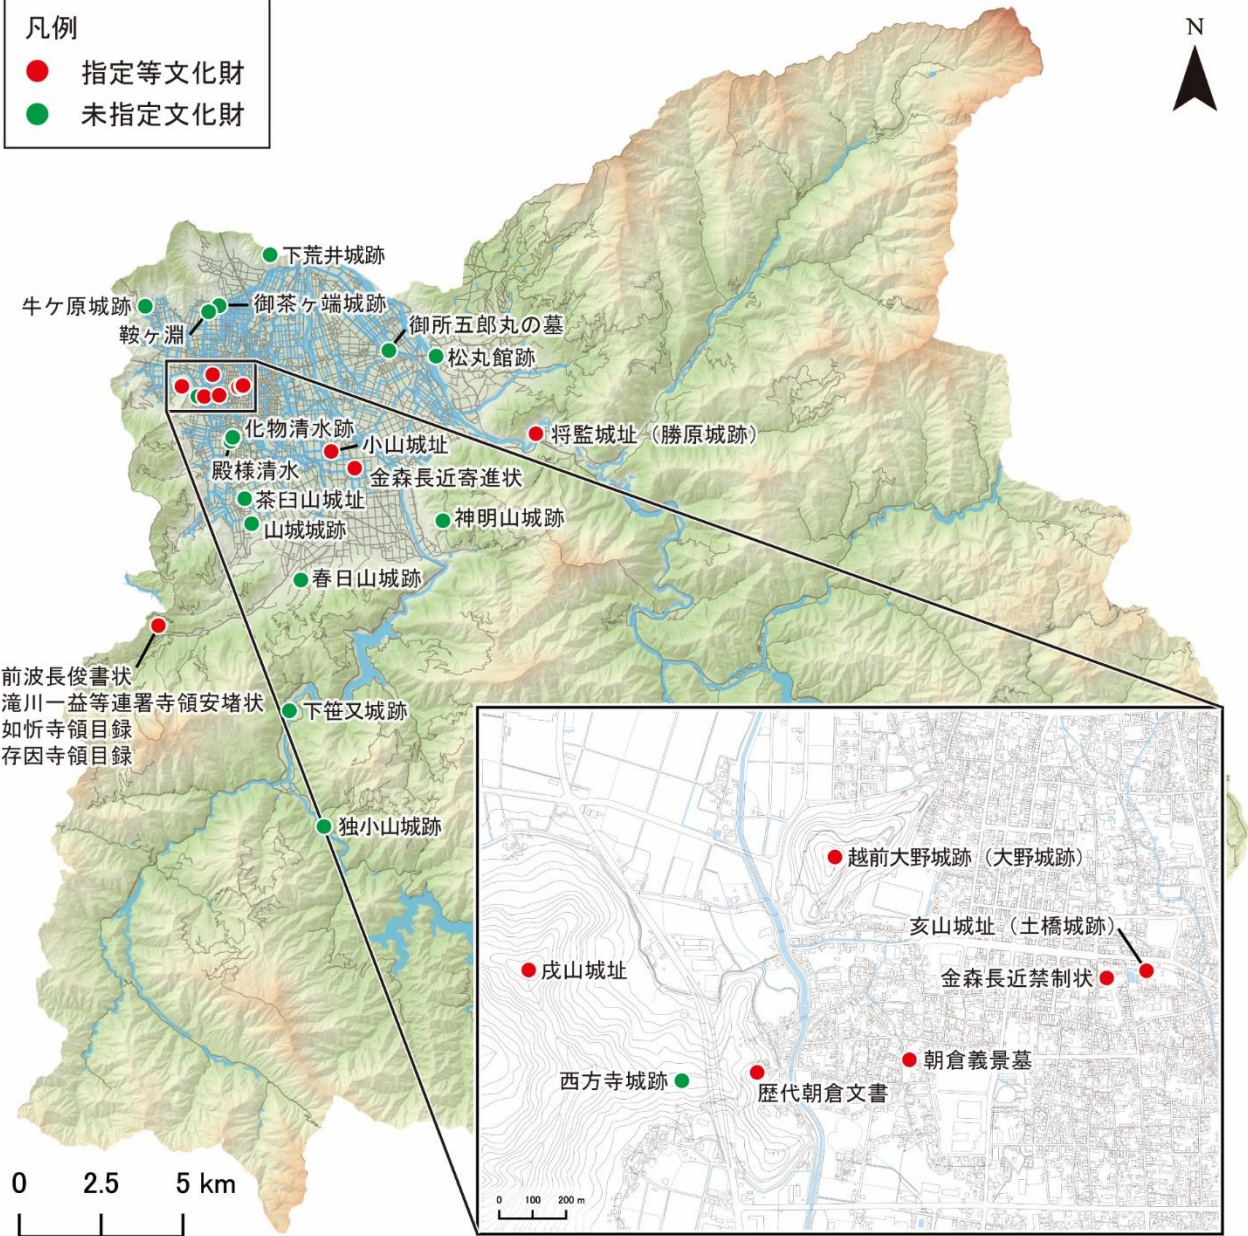 凡例
指定等文化財
未指定文化財
N
下荒井城跡
牛ケ原城跡
御茶ヶ端城跡
鞍ヶ淵
御所五郎丸の墓
松丸館跡
化物清水跡
小山城址
将監城址（勝原城跡）
殿様清水
金森長近寄進状
茶臼山城址
山城城跡
神明山城跡
春日山城跡
前波長俊書状
滝川一益等連署寺領安堵状
如忻寺領目録
存因寺領目録
下笹又城跡
独小山城跡
越前大野城跡（大野城跡）
亥山城址（土橋城跡）
戌山城址
金森長近禁制状
朝倉義景墓
西方寺城跡
歴代朝倉文書
0 100 200 m
0 2.5 5 km